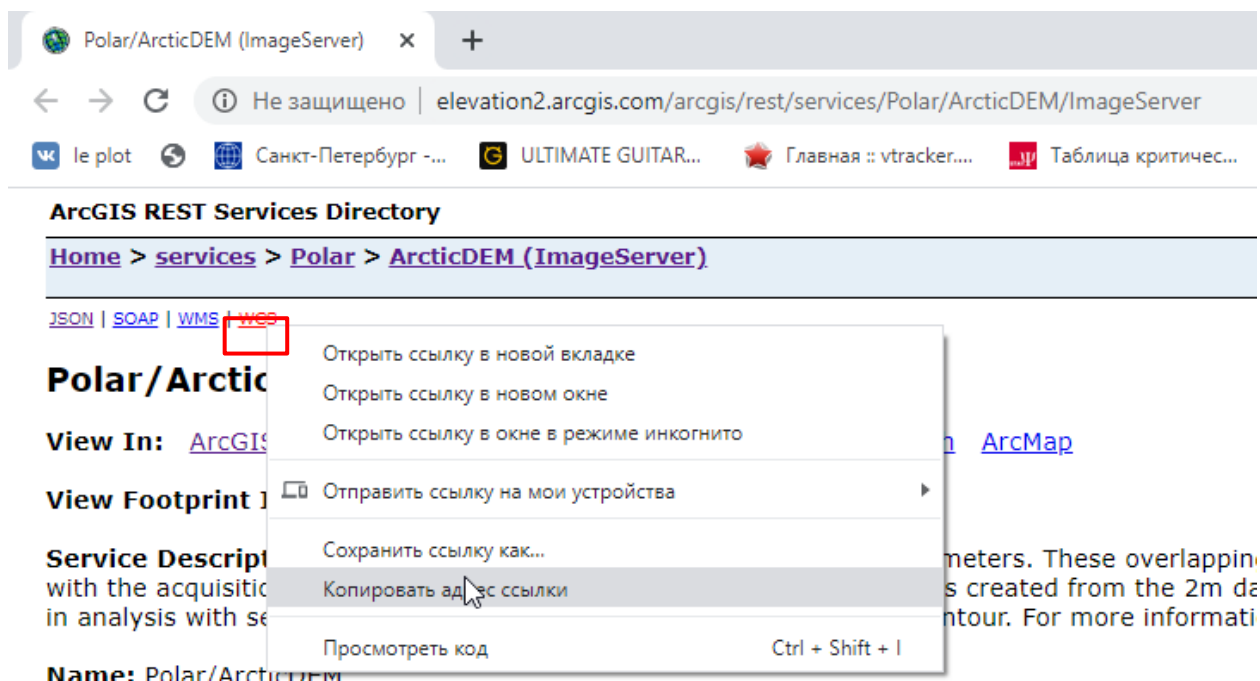 Polar/ArcticDEM (ImageServer)
Не защищено | elevation2.arcgis.com/arcgis/rest/services/Polar/ArcticDEM/ImageServer
le plot Санкт-Петербург -... ULTIMATE GUITAR... Главная :: vtracker.... Таблица критичес...
ArcGIS REST Services Directory
Home > services > Polar > ArcticDEM (ImageServer)
JSON | SOAP | WMS | WCS
Открыть ссылку в новой вкладке
Polar/Arctic
Открыть ссылку в новом окне
View In: ArcGIS ArcMap
Открыть ссылку в окне в режиме инкогнито
View Footprint
Отправить ссылку на мои устройства
Сохранить ссылку как...
Service Descript meters. These overlappin
Копировать адрес ссылки
with the acquisitio s created from the 2m da
in analysis with se ntour. For more informati
Просмотреть код Ctrl + Shift + I
Name: Polar/ArcticDEM